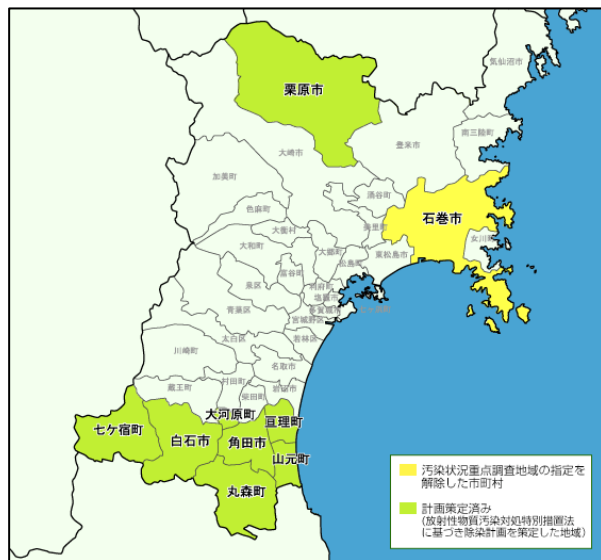 気仙沼市
栗原市
南三陸町
大崎市
登米市
加美町
涌谷町
色麻町
石巻市
美里町
女川町
大衡村
大和町
大郷町
東松島市
松島町
富谷町
泉区
利府町
塩竈市
青葉区
多賀城市
宮城野区
太白区
若林区
川崎町
名取市
村田町
蔵王町
柴田町
岩沼市
大河原町
亘理町
七ケ宿町
白石市
角田市
山元町
丸森町
汚染状況重点調査地域の指定を
解除した市町村
計画策定済み
(放射性物質汚染対処特別措置法
に基づき除染計画を策定した地域)